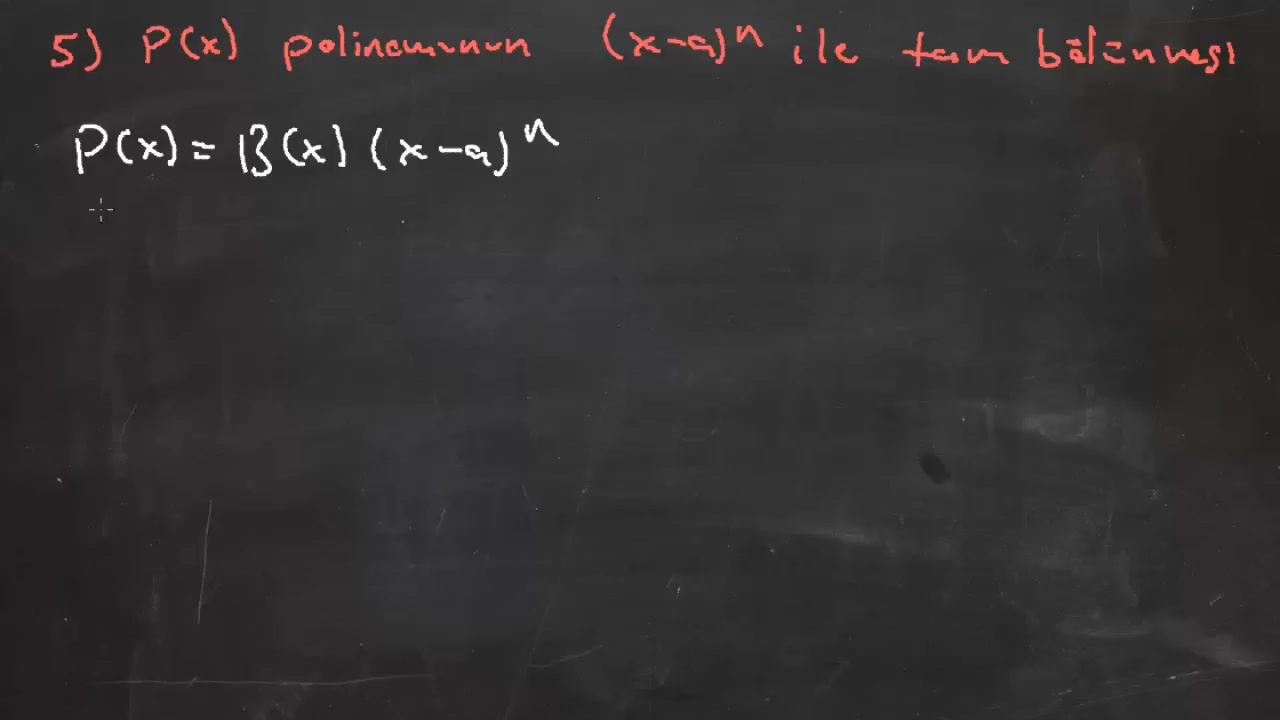 5) P(x) polinomunun (x-a)ⁿ ile tam bölünmesi
P(x) = B(x) (x-a)ⁿ